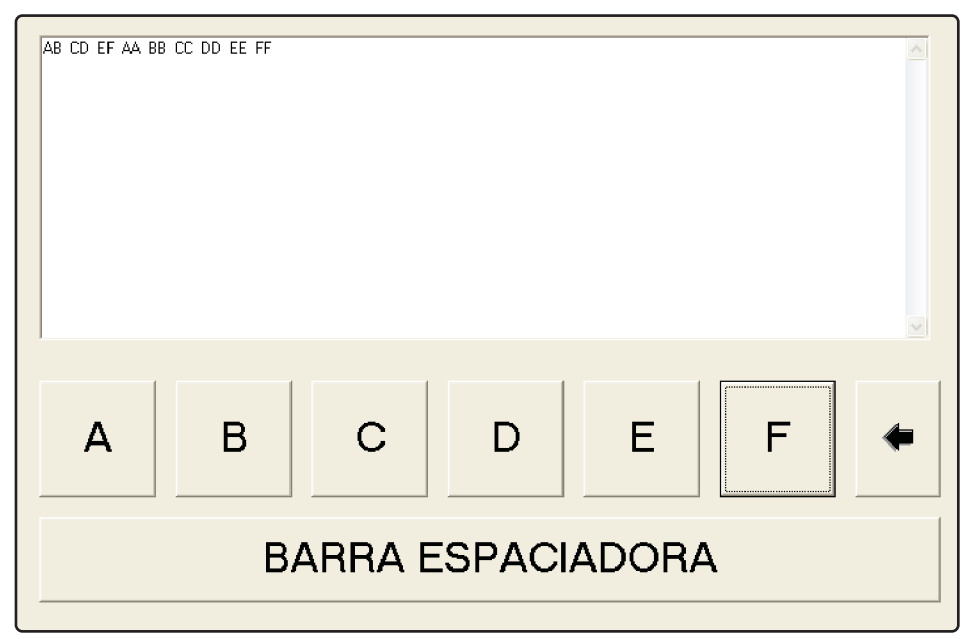 AB CD EF AA BB CC DD EE FF
A B C D E F
BARRA ESPACIADORA